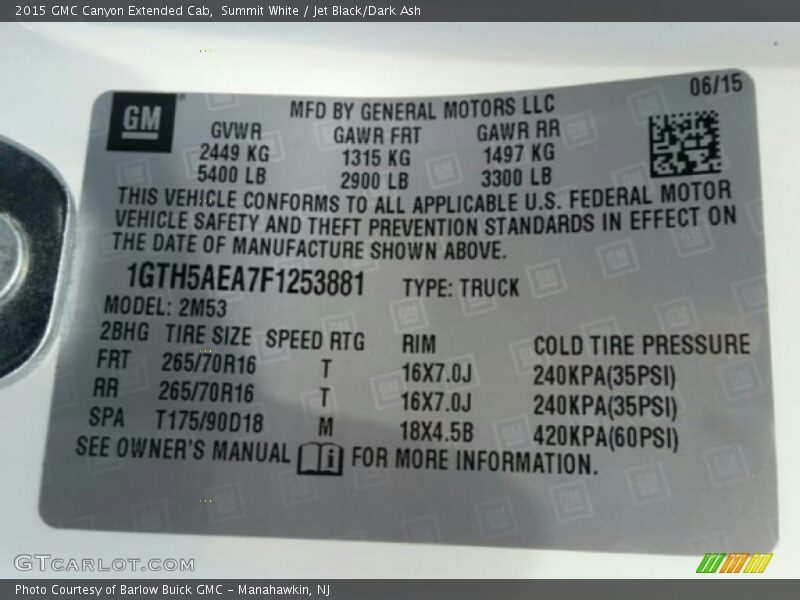 2015 GMC Canyon Extended Cab,  Summit White / Jet Black/Dark Ash
06/15
GM
MFD BY GENERAL MOTORS LLC
GVWR GAWR FRT GAWR RR
2449 KG 1315 KG 1497 KG
5400 LB 2900 LB 3300 LB
THIS VEHICLE CONFORMS TO ALL APPLICABLE U.S. FEDERAL MOTOR
VEHICLE SAFETY AND THEFT PREVENTION STANDARDS IN EFFECT ON
THE DATE OF MANUFACTURE SHOWN ABOVE.
1GTH5AEA7F1253881 TYPE: TRUCK
MODEL: 2M53
2BHG TIRE SIZE SPEED RTG RIM COLD TIRE PRESSURE
FRT 265/70R16 T 16X7.0J 240KPA(35PSI)
RR 265/70R16 T 16X7.0J 240KPA(35PSI)
SPA T175/90D18 M 18X4.5B 420KPA(60PSI)
SEE OWNER'S MANUAL i FOR MORE INFORMATION.
GTCARLOT.COM
Photo Courtesy of Barlow Buick GMC - Manahawkin, NJ